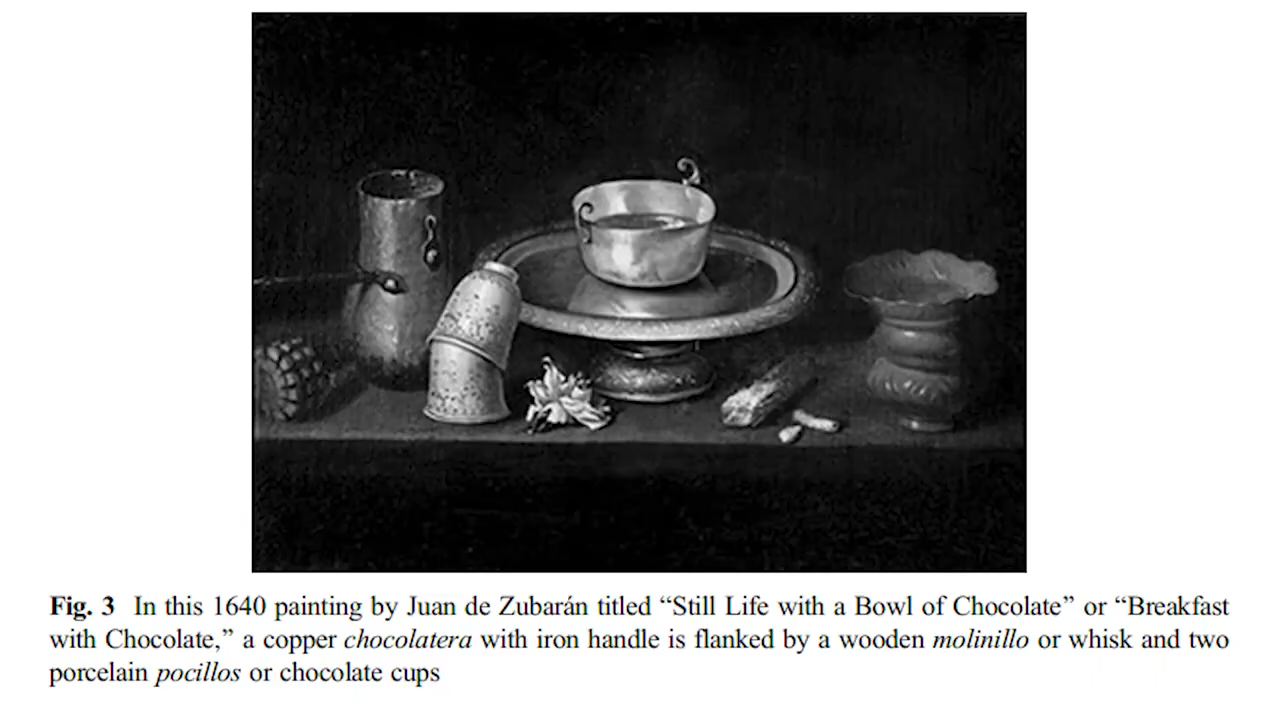 Fig. 3 In this 1640 painting by Juan de Zubarán titled “Still Life with a Bowl of Chocolate” or “Breakfast
with Chocolate,” a copper chocolatera with iron handle is flanked by a wooden molinillo or whisk and two
porcelain pocillos or chocolate cups